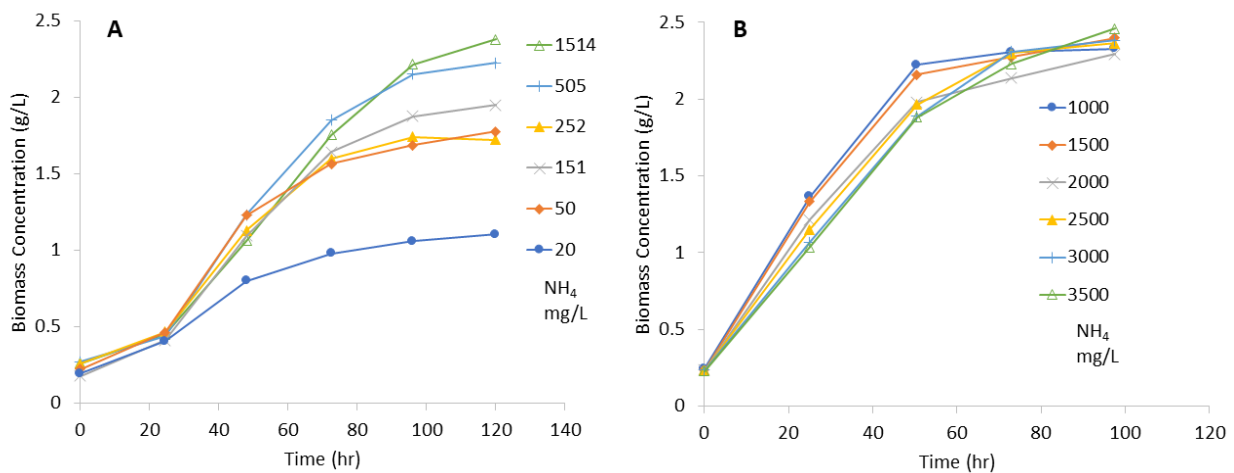 A
Biomass Concentration (g/L)
2.5
2
1.5
1
0.5
0
0 20 40 60 80 100 120 140
Time (hr)
1514
505
252
151
50
20
NH4
mg/L
B
Biomass Concentration (g/L)
2.5
2
1.5
1
0.5
0
0 20 40 60 80 100 120
Time (hr)
1000
1500
2000
2500
3000
3500
NH4
mg/L